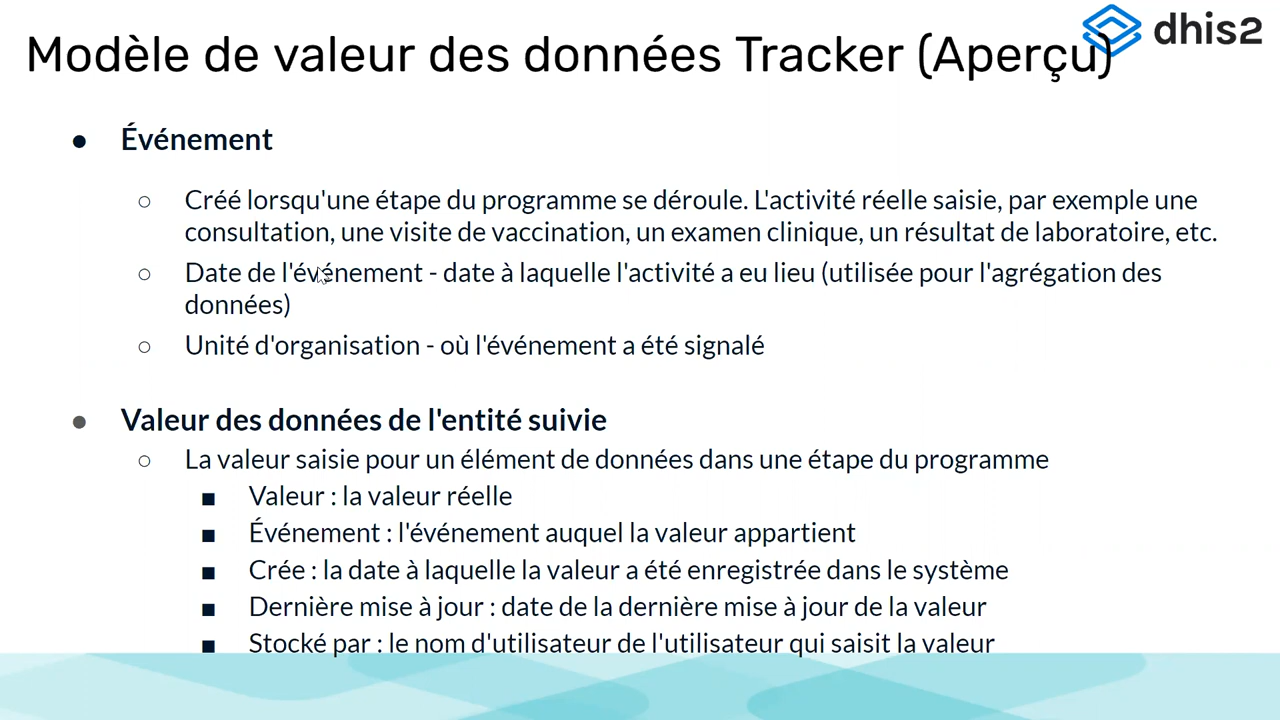 Modèle de valeur des données Tracker (Aperçu)
dhis2
● Événement
○ Créé lorsqu'une étape du programme se déroule. L'activité réelle saisie, par exemple une
consultation, une visite de vaccination, un examen clinique, un résultat de laboratoire, etc.
○ Date de l'événement - date à laquelle l'activité a eu lieu (utilisée pour l'agrégation des
données)
○ Unité d'organisation - où l'événement a été signalé
● Valeur des données de l'entité suivie
○ La valeur saisie pour un élément de données dans une étape du programme
■ Valeur : la valeur réelle
■ Événement : l'événement auquel la valeur appartient
■ Crée : la date à laquelle la valeur a été enregistrée dans le système
■ Dernière mise à jour : date de la dernière mise à jour de la valeur
■ Stocké par : le nom d'utilisateur de l'utilisateur qui saisit la valeur